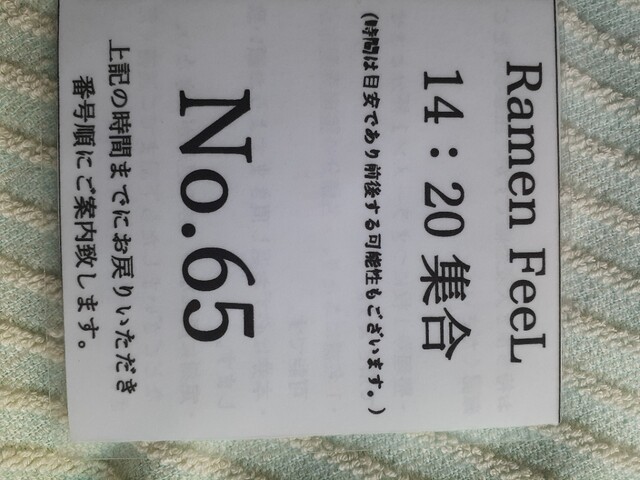 Ramen FeeL
14：20集合
（時間は目安であり前後する可能性もございます。）
No.65
上記の時間までにお戻りいただき
番号順にご案内致します。